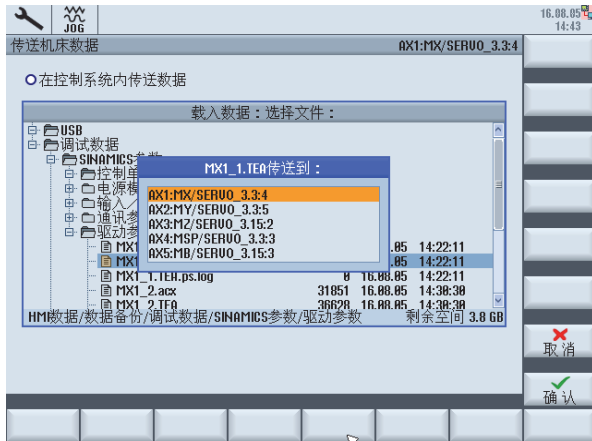 JOG
16.08.05
14:43
传送机床数据
AX1:MX/SERVO_3.3:4
在控制系统内传送数据
载入数据：选择文件：
USB
调试数据
SINAMICS
控制单
电源模
输入／
通讯参
驱动参
MX1_1.TEA传送到：
AX1:MX/SERVO_3.3:4
AX2:MY/SERVO_3.3:5
AX3:MZ/SERVO_3.15:2
AX4:MSP/SERVO_3.3:3
AX5:MB/SERVO_3.15:3
MX1 .05 14:22:11
MX1 .05 14:22:11
MX1_1.TEA.ps.log 0 16.08.05 14:22:11
MX1_2.acx 31851 16.08.05 14:30:30
MX1_2.TEA 36628 16.08.05 14:30:30
HMI数据/数据备份/调试数据/SINAMICS参数/驱动参数 剩余空间 3.8 GB
取消
确认